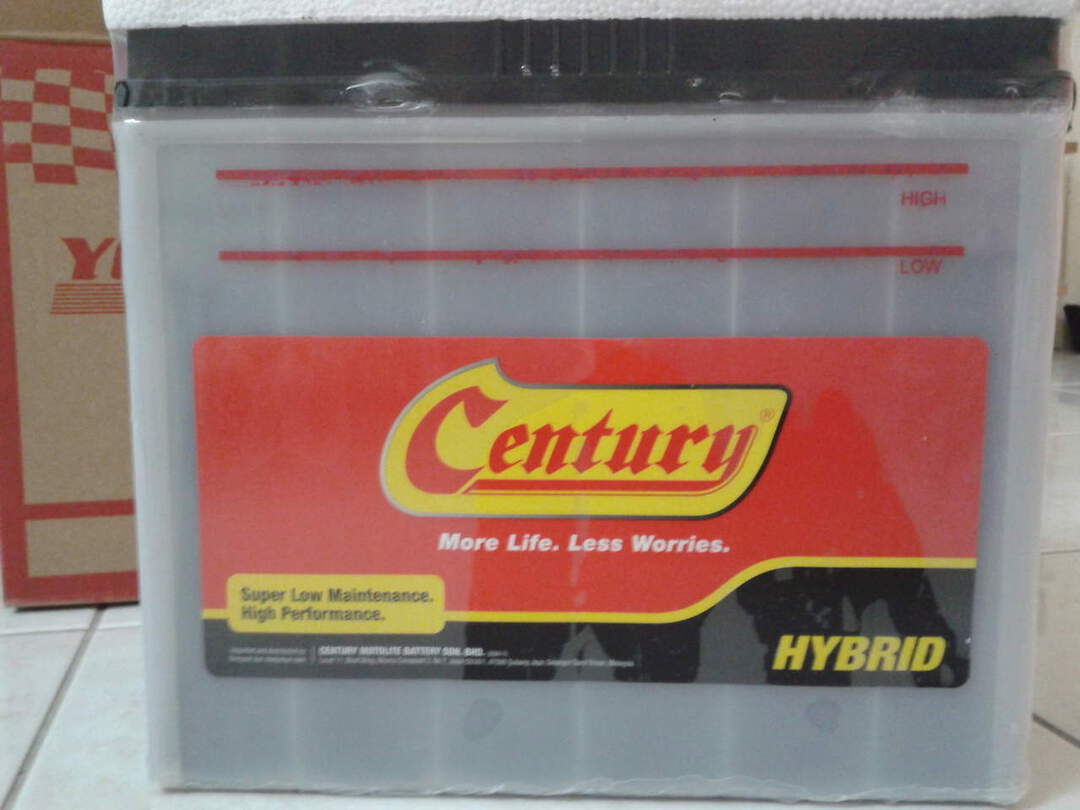 HIGH
LOW
Century®
More Life. Less Worries.
Super Low Maintenance.
High Performance.
CENTURY MOTOLITE BATTERY SDN. BHD.
HYBRID